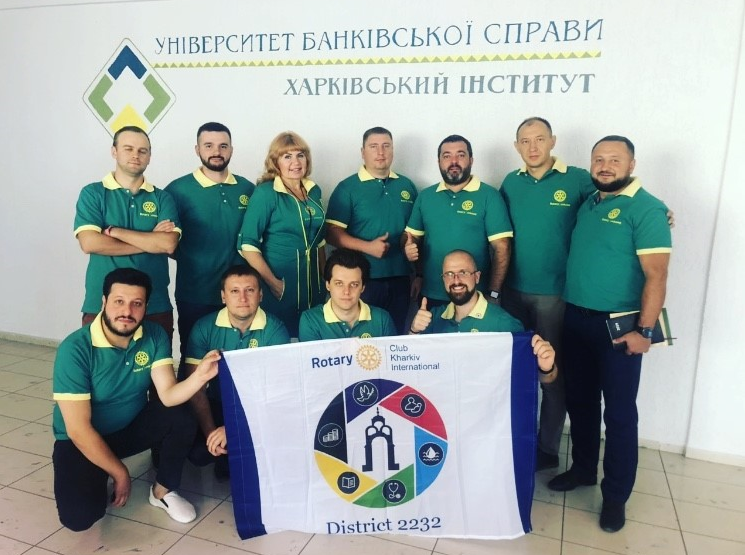 УНІВЕРСИТЕТ БАНКІВСЬКОЇ СПРАВИ
ХАРКІВСЬКИЙ ІНСТИТУТ
Rotary
Club
Kharkiv
International
District 2232